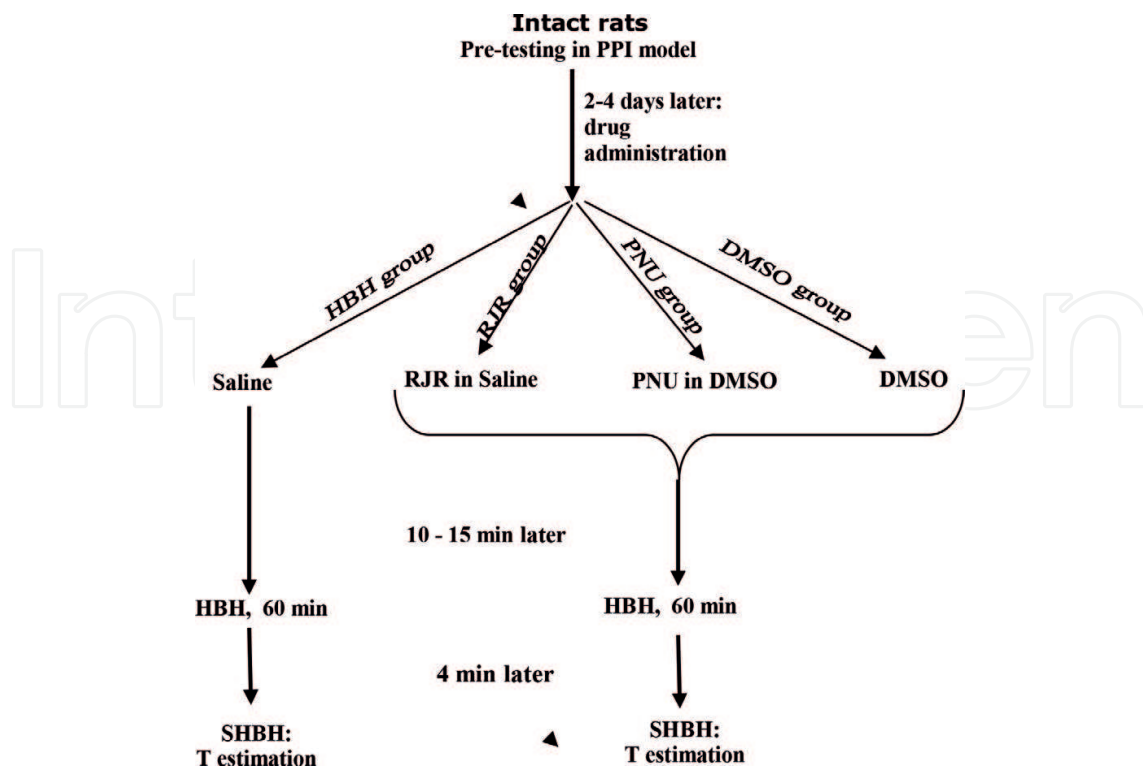 Intact rats
Pre-testing in PPI model
2-4 days later:
drug
administration
HBH group
RJR group
PNU group
DMSO group
Saline
RJR in Saline
PNU in DMSO
DMSO
10 - 15 min later
HBH, 60 min
HBH, 60 min
4 min later
SHBH:
T estimation
SHBH:
T estimation